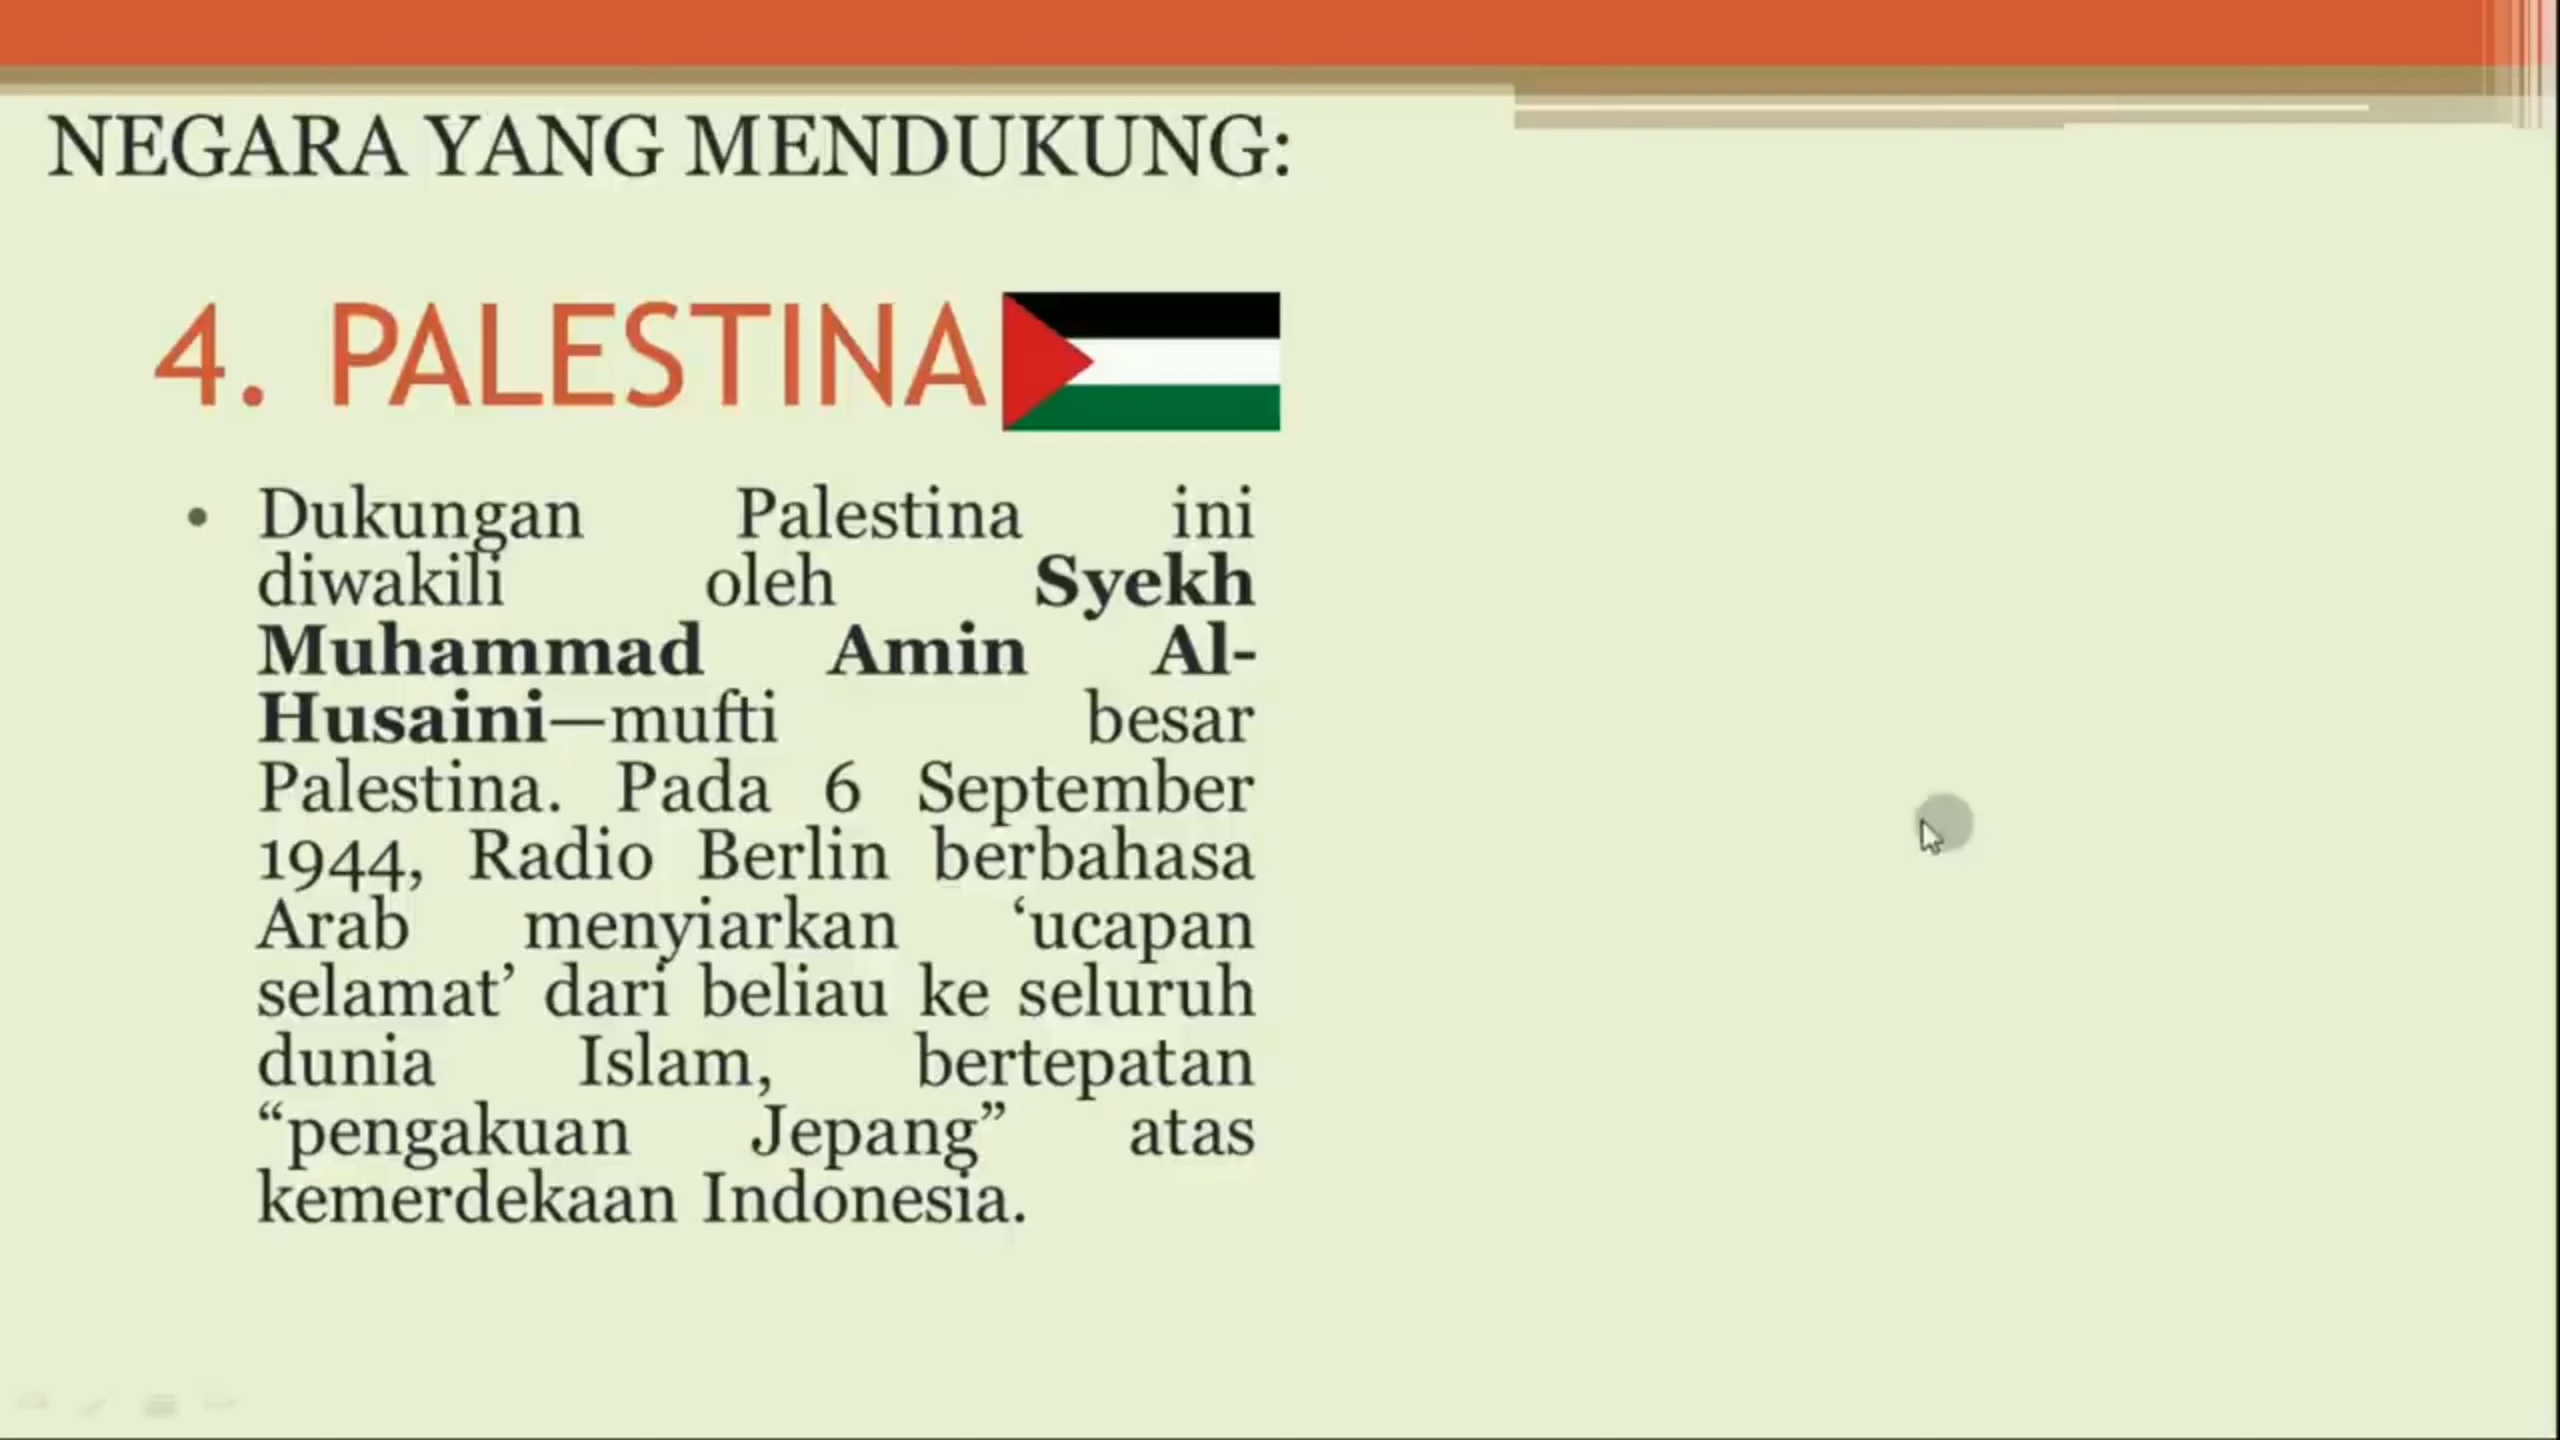 NEGARA YANG MENDUKUNG:
4. PALESTINA
• Dukungan Palestina ini
diwakili oleh Syekh
Muhammad Amin Al-
Husaini—mufti besar
Palestina. Pada 6 September
1944, Radio Berlin berbahasa
Arab menyiarkan ‘ucapan
selamat’ dari beliau ke seluruh
dunia Islam, bertepatan
“pengakuan Jepang” atas
kemerdekaan Indonesia.